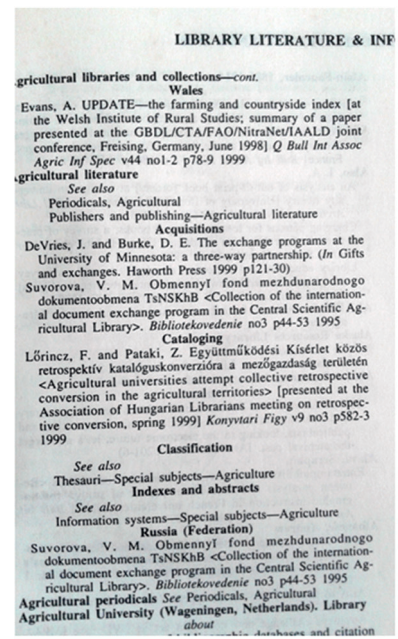 LIBRARY LITERATURE & INF
gricultural libraries and collections—cont.
Wales
Evans, A. UPDATE—the farming and countryside index [at
the Welsh Institute of Rural Studies; summary of a paper
presented at the GBDL/CTA/FAO/NitraNet/IAALD joint
conference, Freising, Germany, June 1998] Q Bull Int Assoc
Agric Inf Spec v44 no1-2 p78-9 1999
gricultural literature
See also
Periodicals, Agricultural
Publishers and publishing—Agricultural literature
Acquisitions
DeVries, J. and Burke, D. E. The exchange programs at the
University of Minnesota: a three-way partnership. (In Gifts
and exchanges. Haworth Press 1999 p121-30)
Suvorova, V. M. Obmennyĭ fond mezhdunarodnogo
dokumentoobmena TsNSKhB <Collection of the internation-
al document exchange program in the Central Scientific Ag-
ricultural Library>. Bibliotekovedenie no3 p44-53 1995
Cataloging
Lőrincz, F. and Pataki, Z. Együttműködési Kísérlet közös
retrospektív katalóguskonverzióra a mezőgazdaság területén
<Agricultural universities attempt collective retrospective
conversion in the agricultural territories> [presented at the
Association of Hungarian Librarians meeting on retrospec-
tive conversion, spring 1999] Konyvtari Figy v9 no3 p582-3
1999
Classification
See also
Thesauri—Special subjects—Agriculture
Indexes and abstracts
See also
Information systems—Special subjects—Agriculture
Russia (Federation)
Suvorova, V. M. Obmennyĭ fond mezhdunarodnogo
dokumentoobmena TsNSKhB <Collection of the internation-
al document exchange program in the Central Scientific Ag-
ricultural Library>. Bibliotekovedenie no3 p44-53 1995
Agricultural periodicals See Periodicals, Agricultural
Agricultural University (Wageningen, Netherlands). Library
about
databases and citation